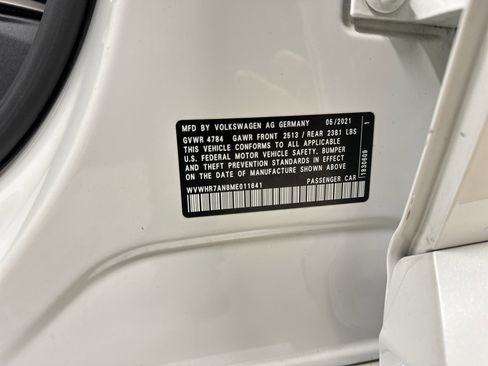 MFD BY VOLKSWAGEN AG GERMANY 05/2021
GVWR 4784 GAWR FRONT 2513 / REAR 2381 LBS
THIS VEHICLE CONFORMS TO ALL APPLICABLE
U.S. FEDERAL MOTOR VEHICLE SAFETY, BUMPER
AND THEFT PREVENTION STANDARDS IN EFFECT
ON THE DATE OF MANUFACTURE SHOWN ABOVE
WVWHR7AN8ME011641 PASSENGER CAR
1830609 1